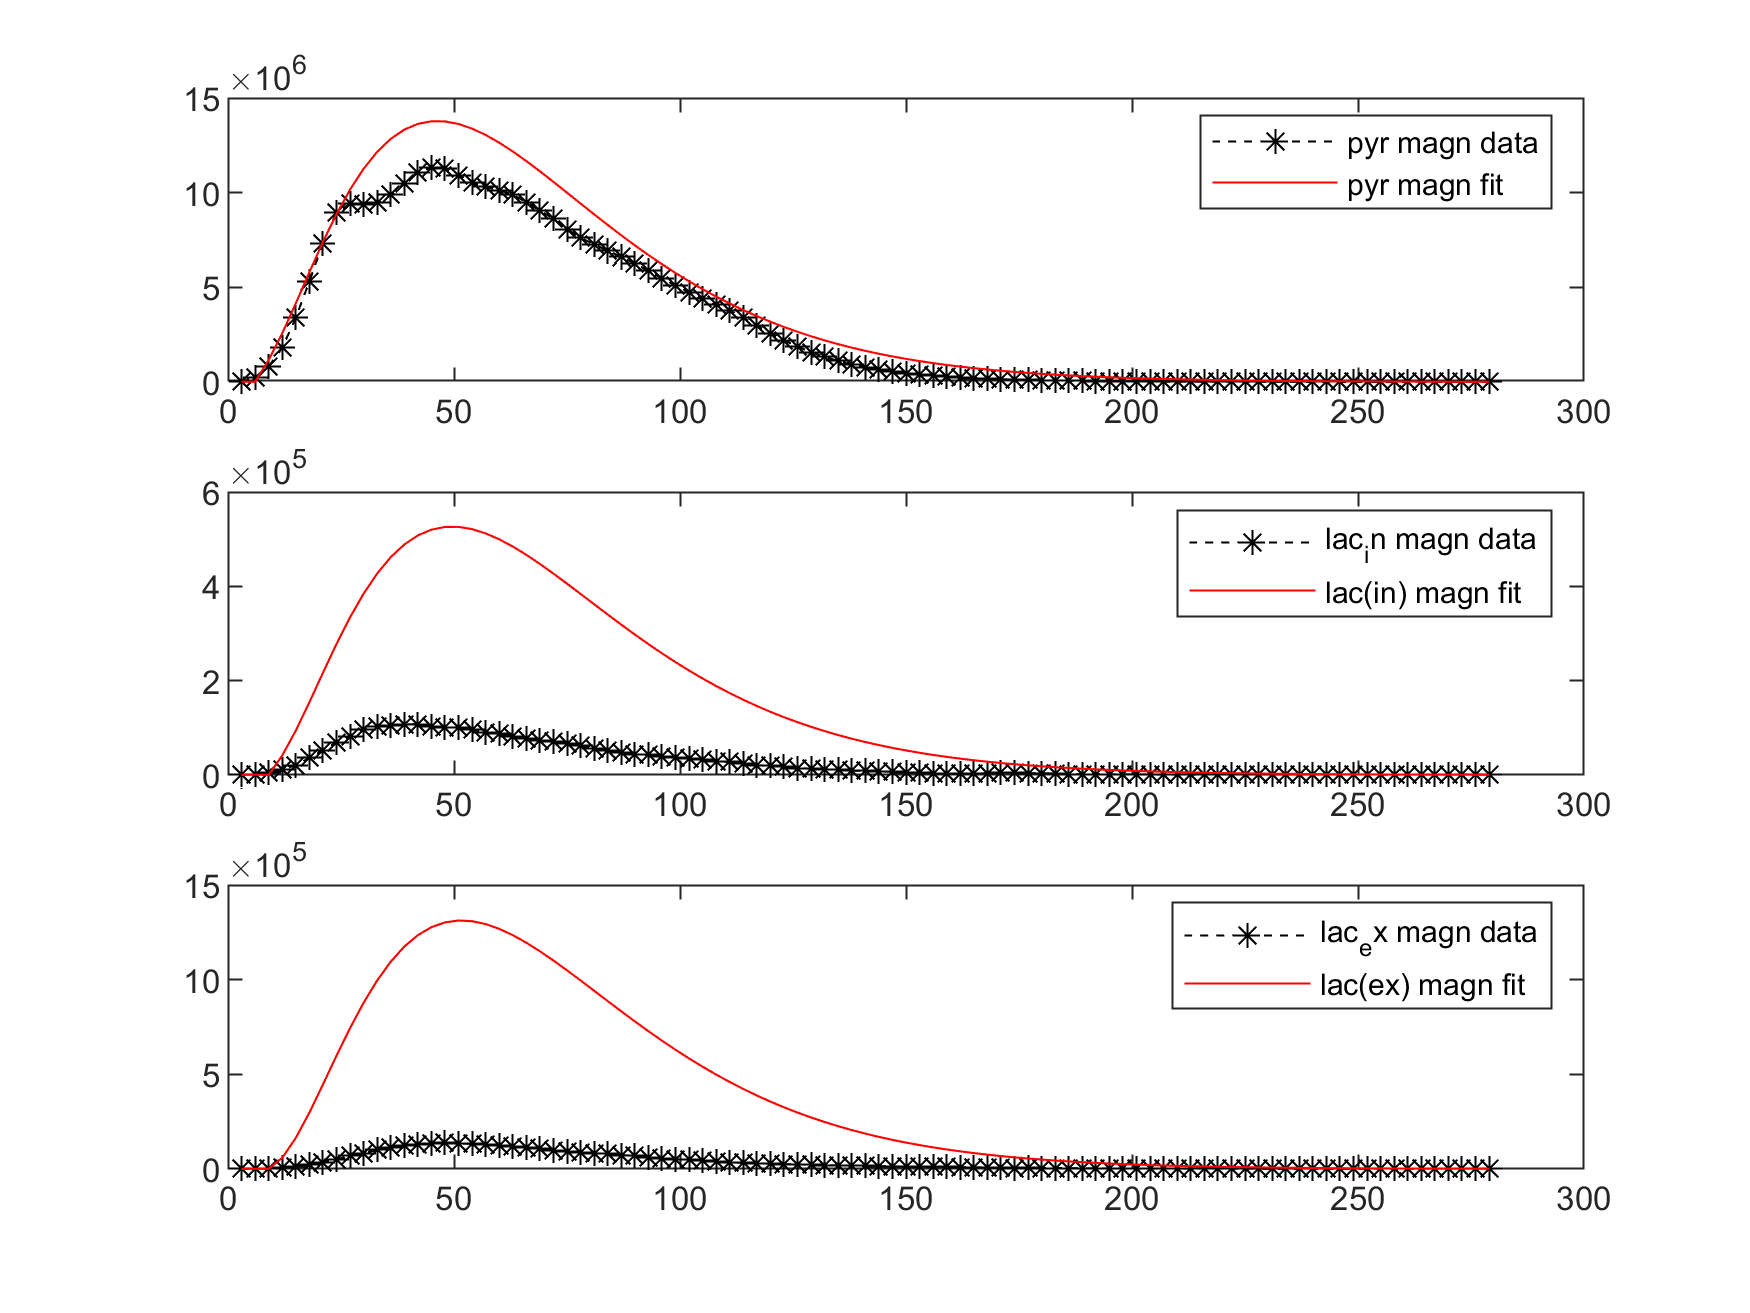 ×10^6
15
10
5
0
0 50 100 150 200 250 300
pyr magn data
pyr magn fit
×10^5
6
4
2
0
0 50 100 150 200 250 300
lac_in magn data
lac(in) magn fit
×10^5
15
10
5
0
0 50 100 150 200 250 300
lac_ex magn data
lac(ex) magn fit